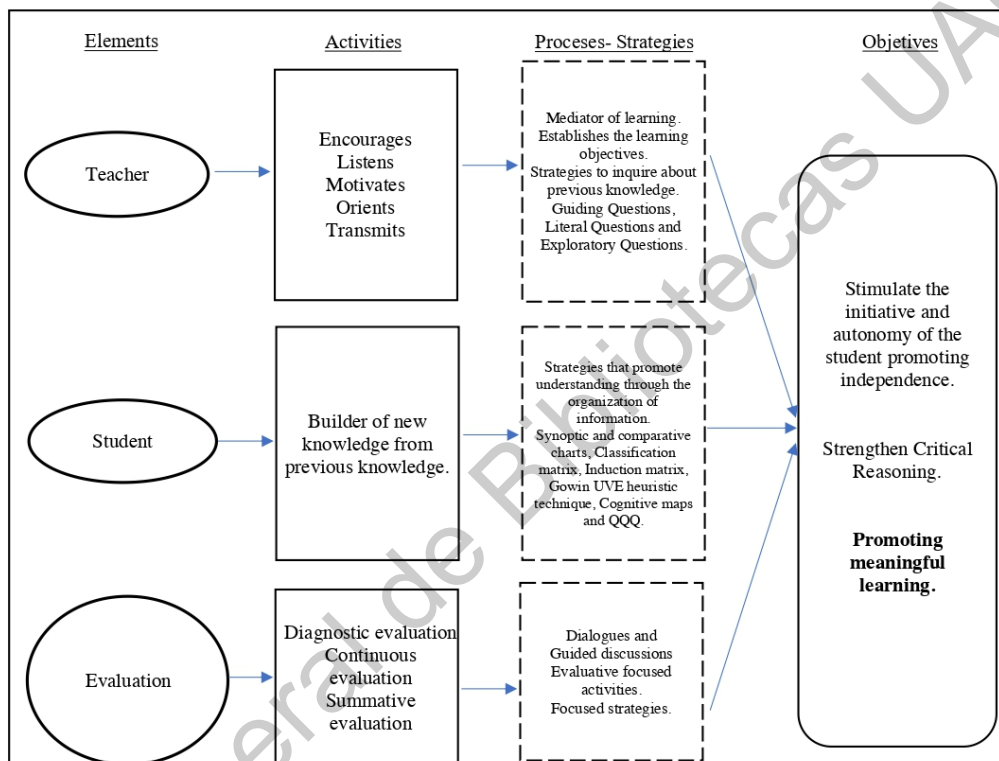 Elements
Activities
Proceses- Strategies
Objetives
Teacher
Encourages
Listens
Motivates
Orients
Transmits
Mediator of learning.
Establishes the learning
objectives.
Strategies to inquire about
previous knowledge.
Guiding Questions,
Literal Questions and
Exploratory Questions.
Student
Builder of new
knowledge from
previous knowledge.
Strategies that promote
understanding through the
organization of
information.
Synoptic and comparative
charts, Classification
matrix, Induction matrix,
Gowin UVE heuristic
technique, Cognitive maps
and QQQ.
Evaluation
Diagnostic evaluation
Continuous
evaluation
Summative
evaluation
Dialogues and
Guided discussions
Evaluative focused
activities.
Focused strategies.
Stimulate the
initiative and
autonomy of the
student promoting
independence.
Strengthen Critical
Reasoning.
Promoting
meaningful
learning.
eral de Bibliotecas UA